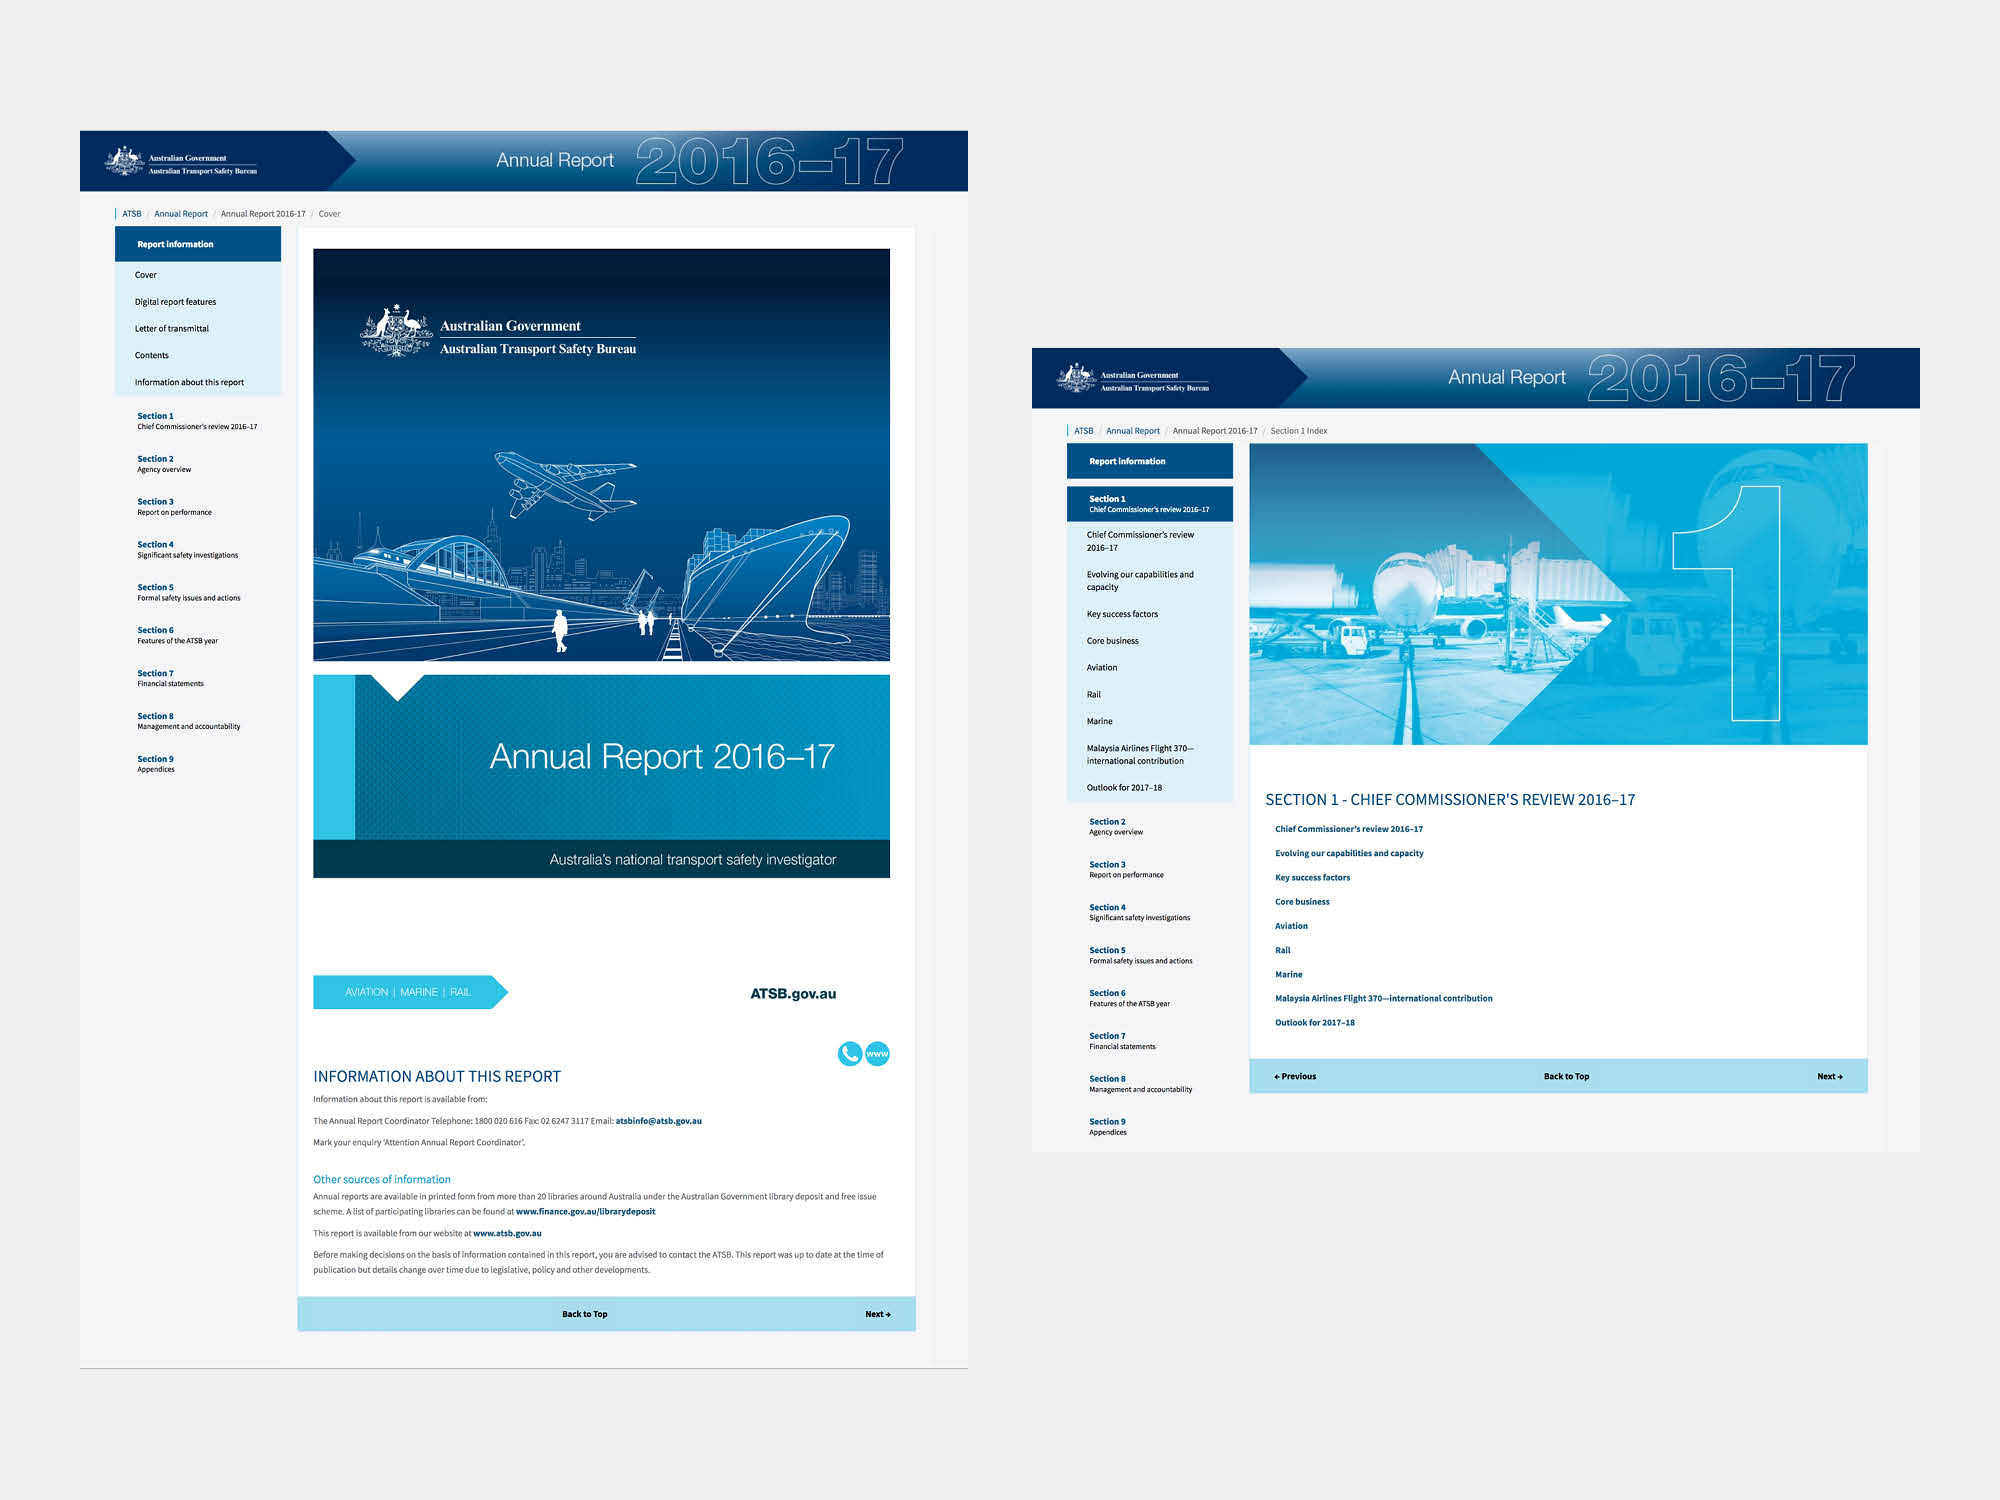 Australian Government
Australian Transport Safety Bureau
Annual Report 2016–17
ATSB / Annual Report / Annual Report 2016-17 / Cover
Report information
Cover
Digital report features
Letter of transmittal
Contents
Information about this report
Section 1
Chief Commissioner's review 2016–17
Section 2
Agency overview
Section 3
Report on performance
Section 4
Significant safety investigations
Section 5
Formal safety issues and actions
Section 6
Features of the ATSB year
Section 7
Financial statements
Section 8
Management and accountability
Section 9
Appendices
Australian Government
Australian Transport Safety Bureau
Annual Report 2016–17
Australia's national transport safety investigator
AVIATION | MARINE | RAIL
ATSB.gov.au
www
INFORMATION ABOUT THIS REPORT
Information about this report is available from:
The Annual Report Coordinator Telephone: 1800 020 616 Fax: 02 6247 3117 Email: atsbinfo@atsb.gov.au
Mark your enquiry 'Attention Annual Report Coordinator'.
Other sources of information
Annual reports are available in printed form from more than 20 libraries around Australia under the Australian Government library deposit and free issue
scheme. A list of participating libraries can be found at www.finance.gov.au/librarydeposit
This report is available from our website at www.atsb.gov.au
Before making decisions on the basis of information contained in this report, you are advised to contact the ATSB. This report was up to date at the time of
publication but details change over time due to legislative, policy and other developments.
Back to Top
Next →
Australian Government
Australian Transport Safety Bureau
Annual Report 2016–17
ATSB / Annual Report / Annual Report 2016-17 / Section 1 Index
Report information
Section 1
Chief Commissioner's review 2016–17
Chief Commissioner's review
2016–17
Evolving our capabilities and
capacity
Key success factors
Core business
Aviation
Rail
Marine
Malaysia Airlines Flight 370—
international contribution
Outlook for 2017–18
Section 2
Agency overview
Section 3
Report on performance
Section 4
Significant safety investigations
Section 5
Formal safety issues and actions
Section 6
Features of the ATSB year
Section 7
Financial statements
Section 8
Management and accountability
Section 9
Appendices
1
SECTION 1 - CHIEF COMMISSIONER'S REVIEW 2016–17
Chief Commissioner's review 2016–17
Evolving our capabilities and capacity
Key success factors
Core business
Aviation
Rail
Marine
Malaysia Airlines Flight 370—international contribution
Outlook for 2017–18
← Previous
Back to Top
Next →